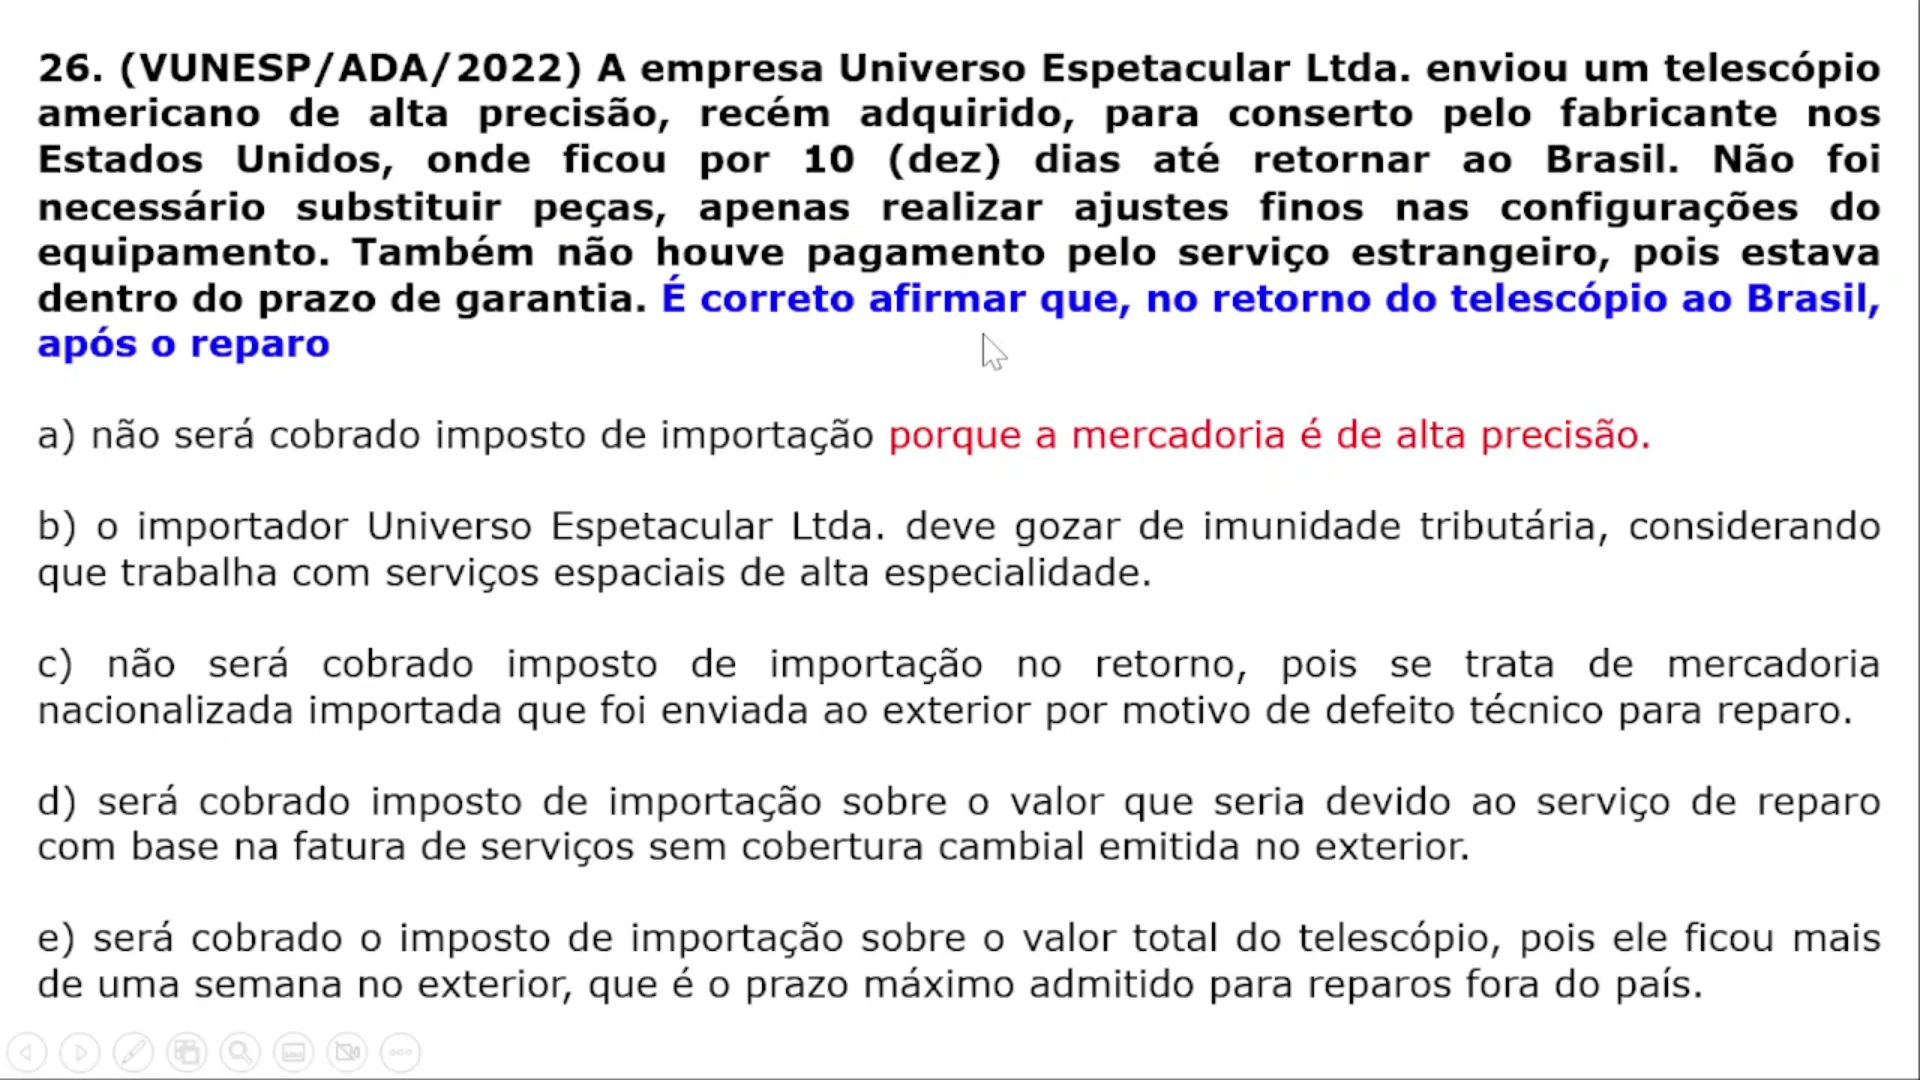 26. (VUNESP/ADA/2022) A empresa Universo Espetacular Ltda. enviou um telescópio
americano de alta precisão, recém adquirido, para conserto pelo fabricante nos
Estados Unidos, onde ficou por 10 (dez) dias até retornar ao Brasil. Não foi
necessário substituir peças, apenas realizar ajustes finos nas configurações do
equipamento. Também não houve pagamento pelo serviço estrangeiro, pois estava
dentro do prazo de garantia. É correto afirmar que, no retorno do telescópio ao Brasil,
após o reparo
a) não será cobrado imposto de importação porque a mercadoria é de alta precisão.
b) o importador Universo Espetacular Ltda. deve gozar de imunidade tributária, considerando
que trabalha com serviços espaciais de alta especialidade.
c) não será cobrado imposto de importação no retorno, pois se trata de mercadoria
nacionalizada importada que foi enviada ao exterior por motivo de defeito técnico para reparo.
d) será cobrado imposto de importação sobre o valor que seria devido ao serviço de reparo
com base na fatura de serviços sem cobertura cambial emitida no exterior.
e) será cobrado o imposto de importação sobre o valor total do telescópio, pois ele ficou mais
de uma semana no exterior, que é o prazo máximo admitido para reparos fora do país.